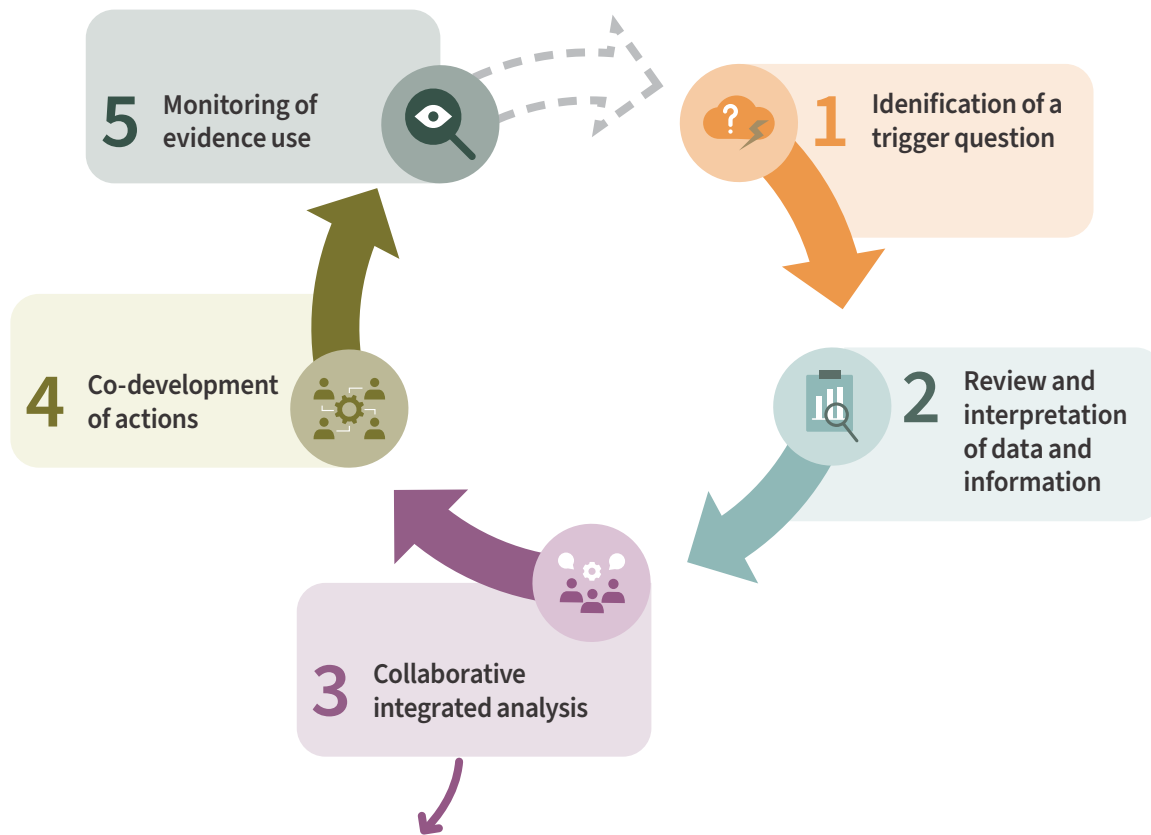 1
Idenification of a
trigger question
2
Review and
interpretation
of data and
information
3
Collaborative
integrated analysis
4
Co-development
of actions
5
Monitoring of
evidence use
?